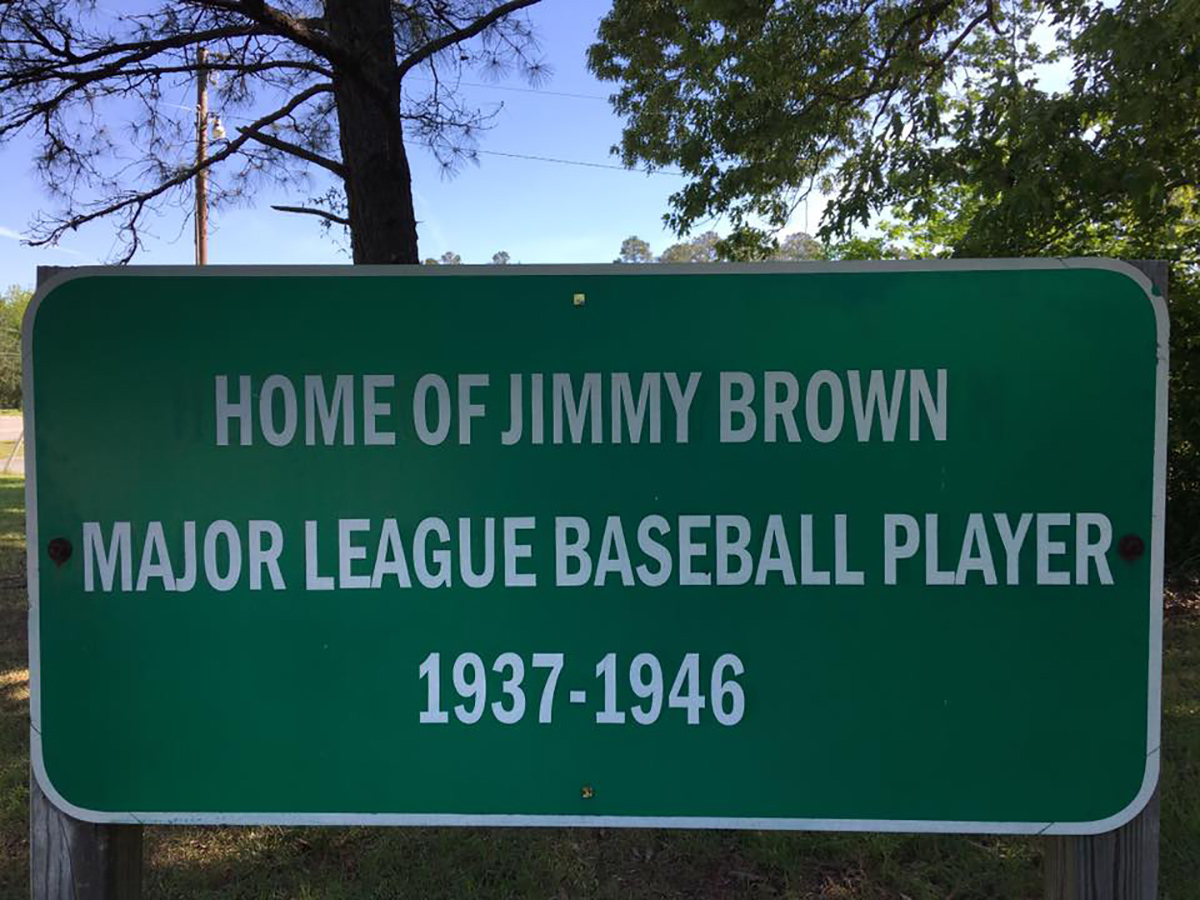 HOME OF JIMMY BROWN
MAJOR LEAGUE BASEBALL PLAYER
1937-1946